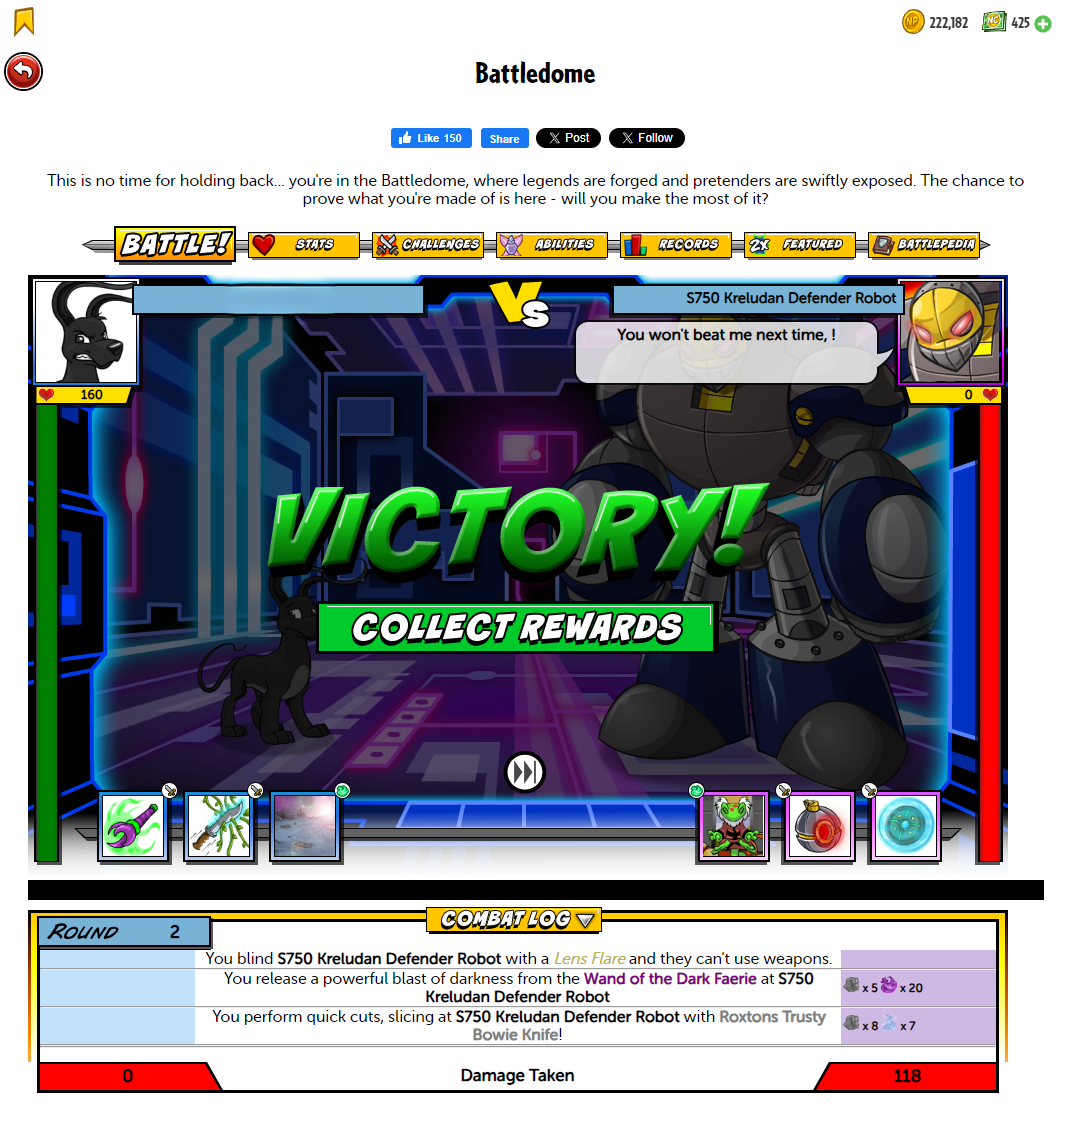 NP 222,182 NC 425
Battledome
Like 150 Share X Post X Follow
This is no time for holding back... you're in the Battledome, where legends are forged and pretenders are swiftly exposed. The chance to
prove what you're made of is here - will you make the most of it?
BATTLE! STATS CHALLENGES ABILITIES RECORDS 2x FEATURED BATTLEPEDIA
VS
S750 Kreludan Defender Robot
You won't beat me next time, !
160
0
VICTORY!
COLLECT REWARDS
COMBAT LOG
ROUND 2
You blind S750 Kreludan Defender Robot with a Lens Flare and they can't use weapons.
You release a powerful blast of darkness from the Wand of the Dark Faerie at S750
Kreludan Defender Robot
x 5 x 20
You perform quick cuts, slicing at S750 Kreludan Defender Robot with Roxtons Trusty
Bowie Knife!
x 8 x 7
0 Damage Taken 118